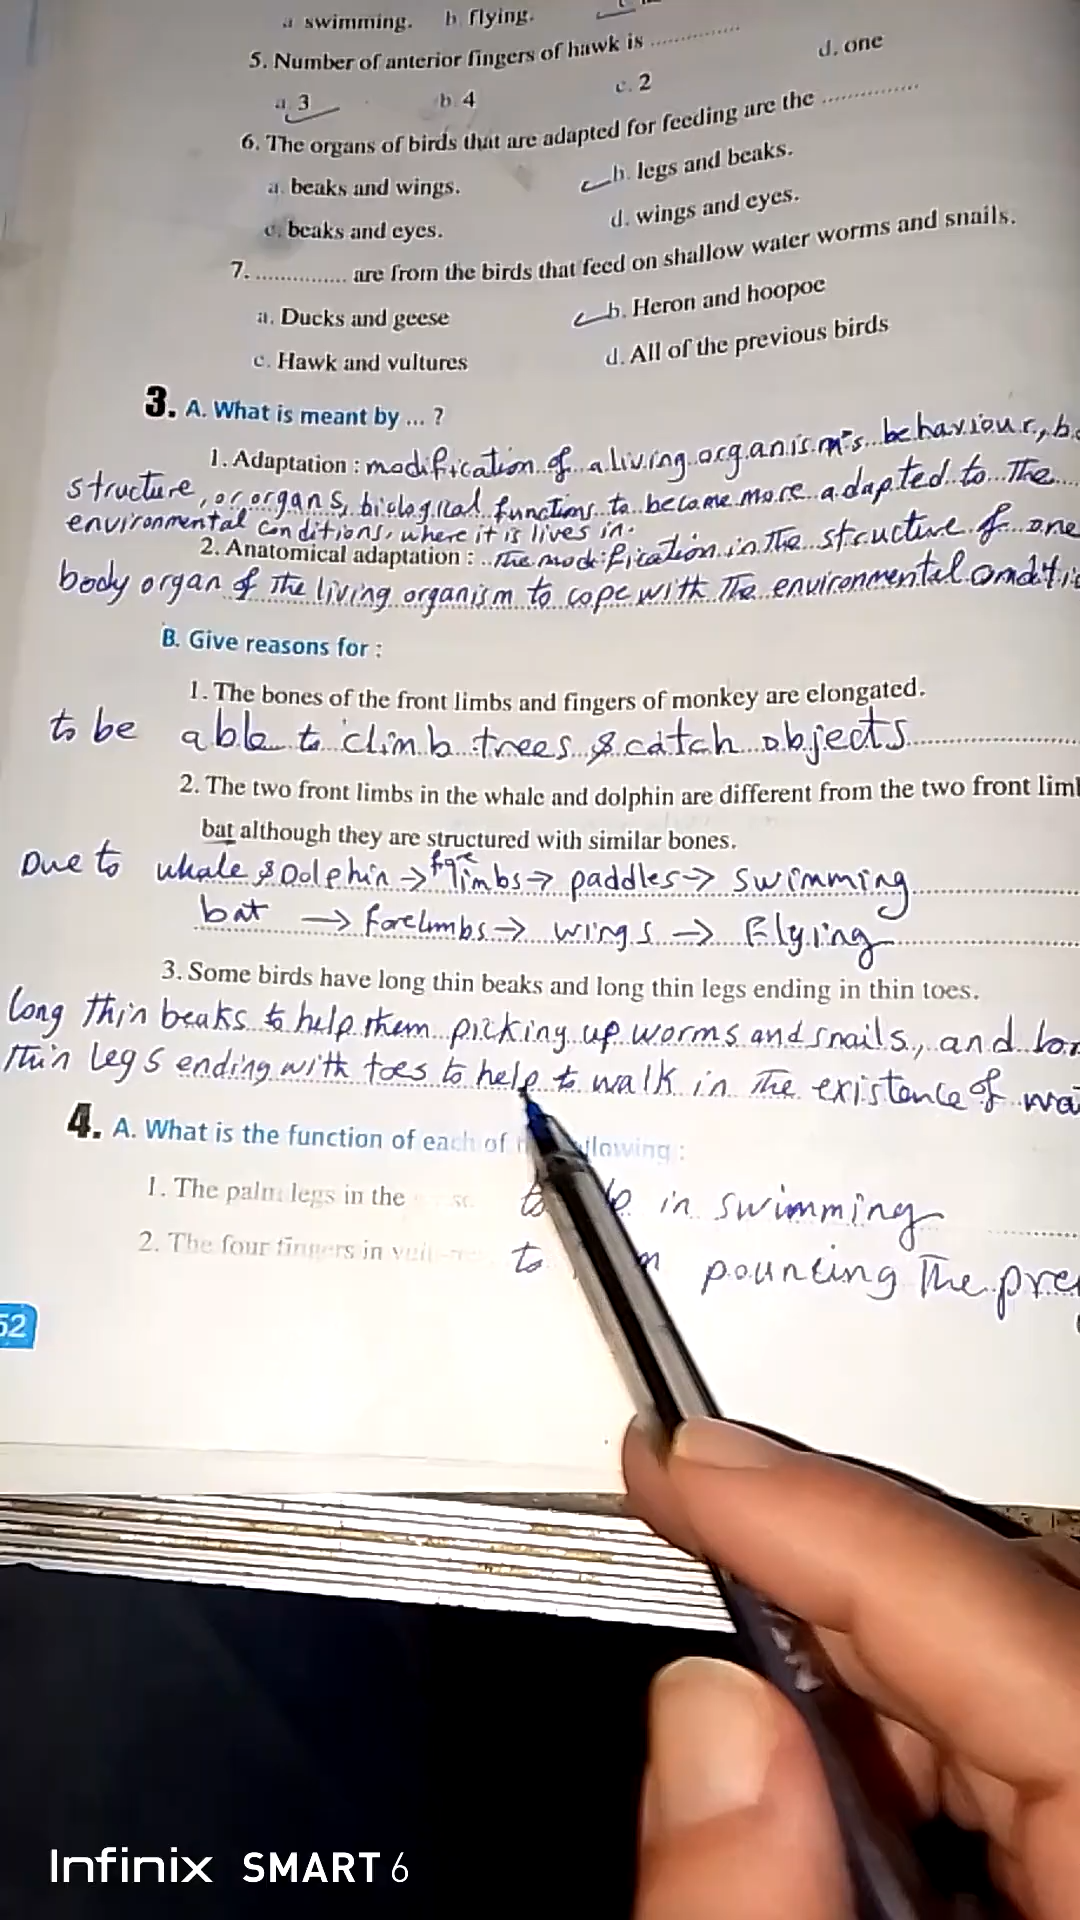 a swimming. b flying.
5. Number of anterior fingers of hawk is ..............
a. 3 b. 4 c. 2 d. one
6. The organs of birds that are adapted for feeding are the ..............
a. beaks and wings. b. legs and beaks.
c. beaks and eyes. d. wings and eyes.
7. .............. are from the birds that feed on shallow water worms and snails.
a. Ducks and geese b. Heron and hoopoe
c. Hawk and vultures d. All of the previous birds
3. A. What is meant by ... ?
1. Adaptation : modification of a living organism's behaviour,
structure, or organs, biological functions to become more adapted to The
environmental conditions, where it is lives in.
2. Anatomical adaptation : The modification in The structure of one
body organ of The living organism to cope with The environmental
B. Give reasons for :
1. The bones of the front limbs and fingers of monkey are elongated.
to be able to climb trees & catch objects
2. The two front limbs in the whale and dolphin are different from the two front
bat although they are structured with similar bones.
Due to whale & Dolphin → fore limbs → paddles → swimming
bat → forelimbs → wings → Flying
3. Some birds have long thin beaks and long thin legs ending in thin toes.
long Thin beaks to help them picking up worms and snails, and
Thin Legs ending with toes to help to walk in The existence of
4. A. What is the function of each of
1. The palm legs in the in swimming
2. The four fingers in to pounting The
52
Infinix SMART 6